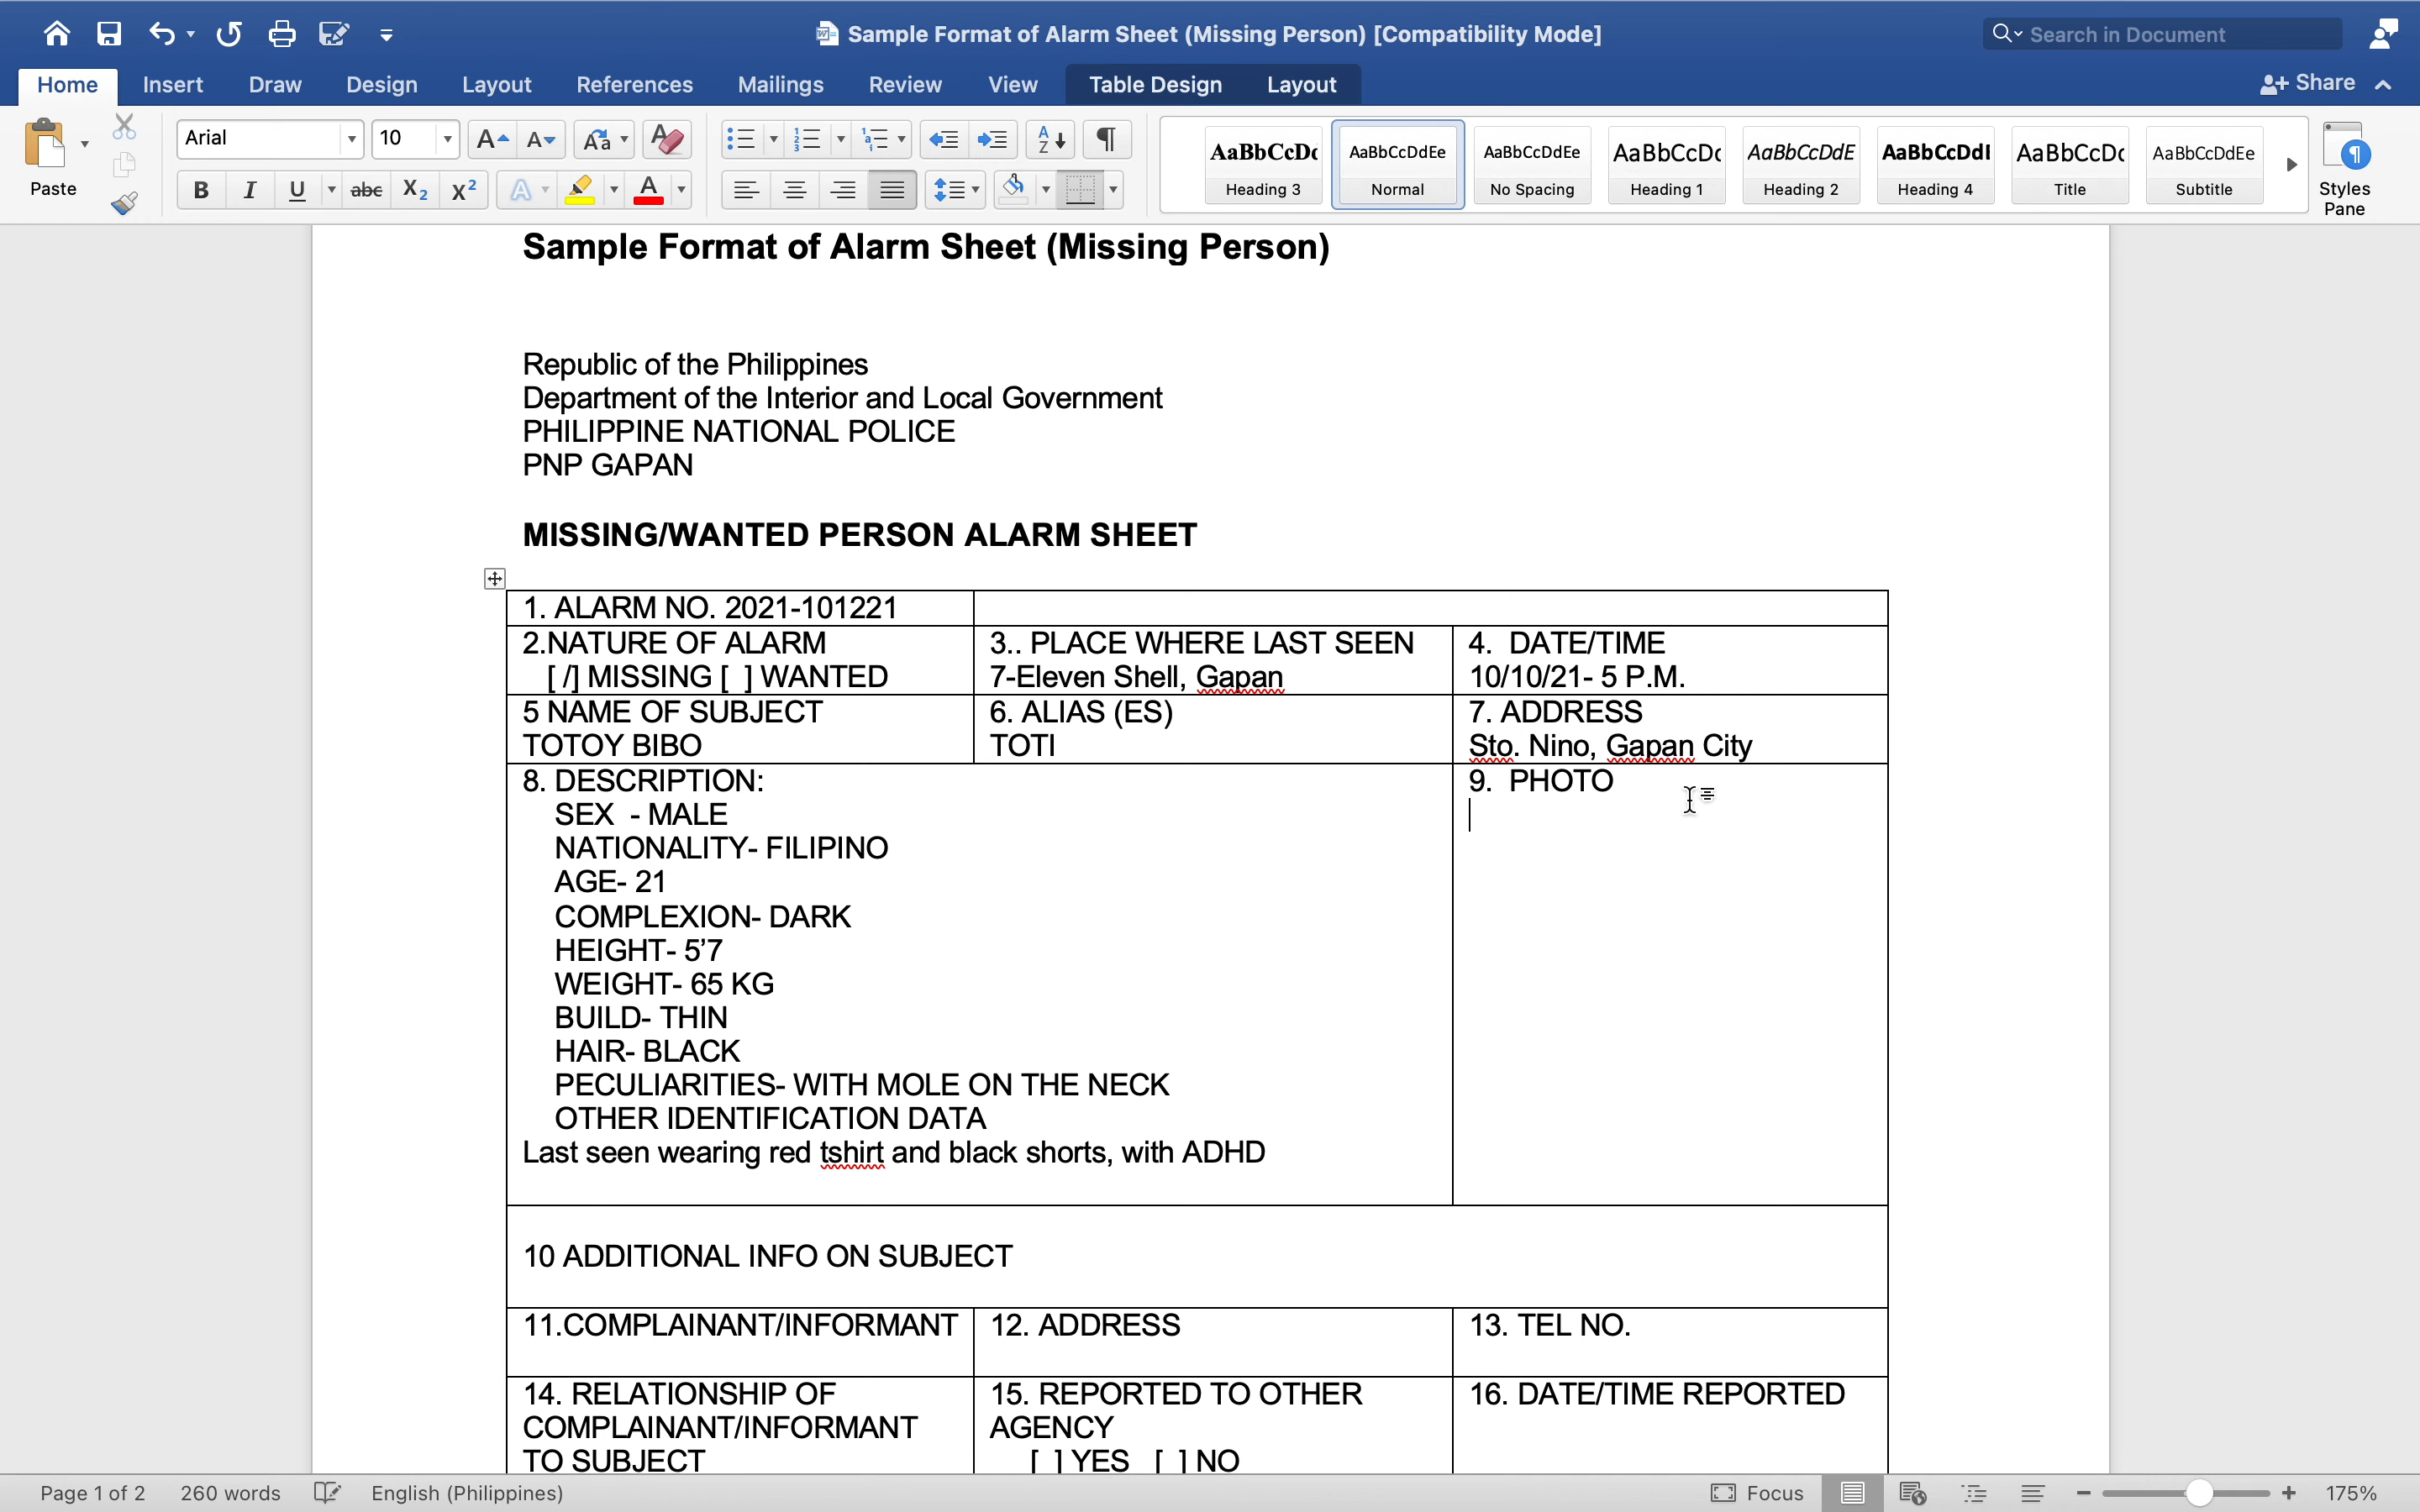 Sample Format of Alarm Sheet (Missing Person) [Compatibility Mode]
Search in Document
Home Insert Draw Design Layout References Mailings Review View Table Design Layout
Share
Paste
Arial 10
AaBbCcDc Heading 3
AaBbCcDdEe Normal
AaBbCcDdEe No Spacing
AaBbCcDc Heading 1
AaBbCcDdE Heading 2
AaBbCcDdI Heading 4
AaBbCcDc Title
AaBbCcDdEe Subtitle
Styles
Pane
Sample Format of Alarm Sheet (Missing Person)
Republic of the Philippines
Department of the Interior and Local Government
PHILIPPINE NATIONAL POLICE
PNP GAPAN
MISSING/WANTED PERSON ALARM SHEET
1. ALARM NO. 2021-101221
2.NATURE OF ALARM
[ /] MISSING [ ] WANTED
3.. PLACE WHERE LAST SEEN
7-Eleven Shell, Gapan
4. DATE/TIME
10/10/21- 5 P.M.
5 NAME OF SUBJECT
TOTOY BIBO
6. ALIAS (ES)
TOTI
7. ADDRESS
Sto. Nino, Gapan City
8. DESCRIPTION:
SEX - MALE
NATIONALITY- FILIPINO
AGE- 21
COMPLEXION- DARK
HEIGHT- 5’7
WEIGHT- 65 KG
BUILD- THIN
HAIR- BLACK
PECULIARITIES- WITH MOLE ON THE NECK
OTHER IDENTIFICATION DATA
Last seen wearing red tshirt and black shorts, with ADHD
9. PHOTO
10 ADDITIONAL INFO ON SUBJECT
11.COMPLAINANT/INFORMANT
12. ADDRESS
13. TEL NO.
14. RELATIONSHIP OF
COMPLAINANT/INFORMANT
TO SUBJECT
15. REPORTED TO OTHER
AGENCY
[ ] YES [ ] NO
16. DATE/TIME REPORTED
Page 1 of 2 260 words English (Philippines) Focus 175%